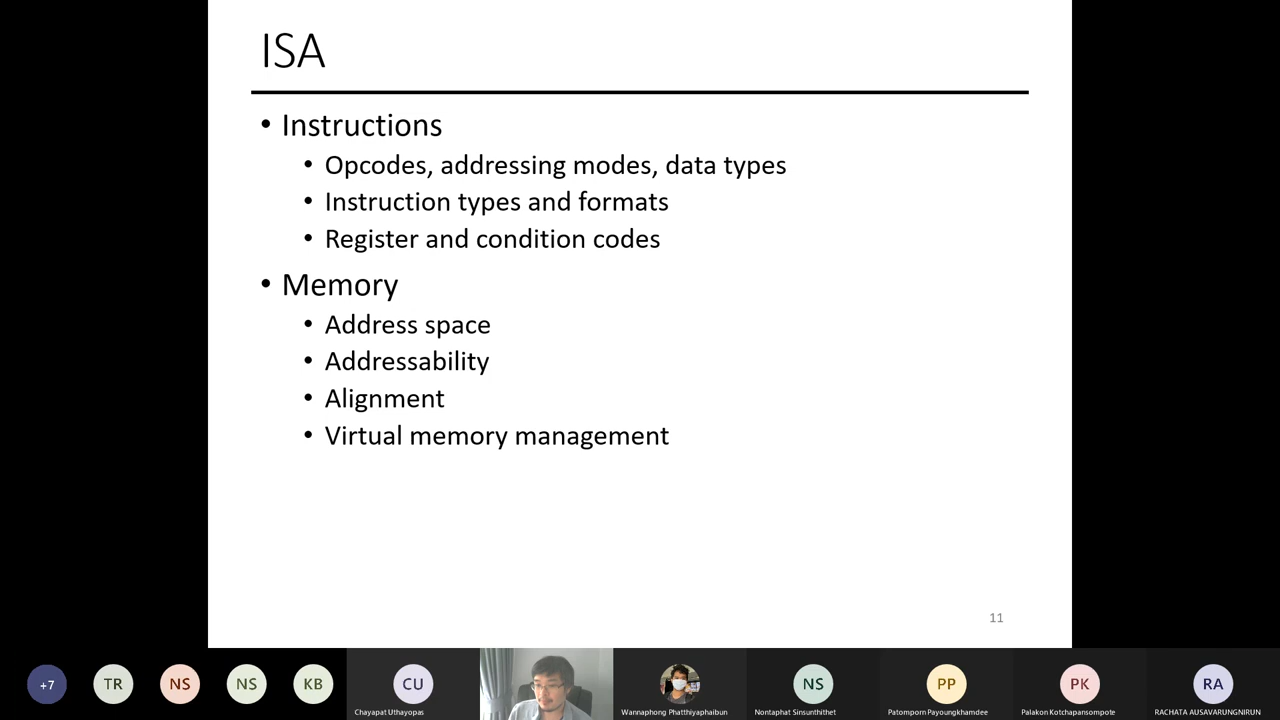 ISA
• Instructions
• Opcodes, addressing modes, data types
• Instruction types and formats
• Register and condition codes
• Memory
• Address space
• Addressability
• Alignment
• Virtual memory management
11
+7
TR
NS
NS
KB
CU
NS
PP
PK
RA
Chayapat Uthayopas
Wannaphong Phatthiyaphaibun
Nontaphat Sinsunthithet
Patomporn Payoungkhamdee
Palakon Kotchapansompote
RACHATA AUSAVARUNGNIRUN